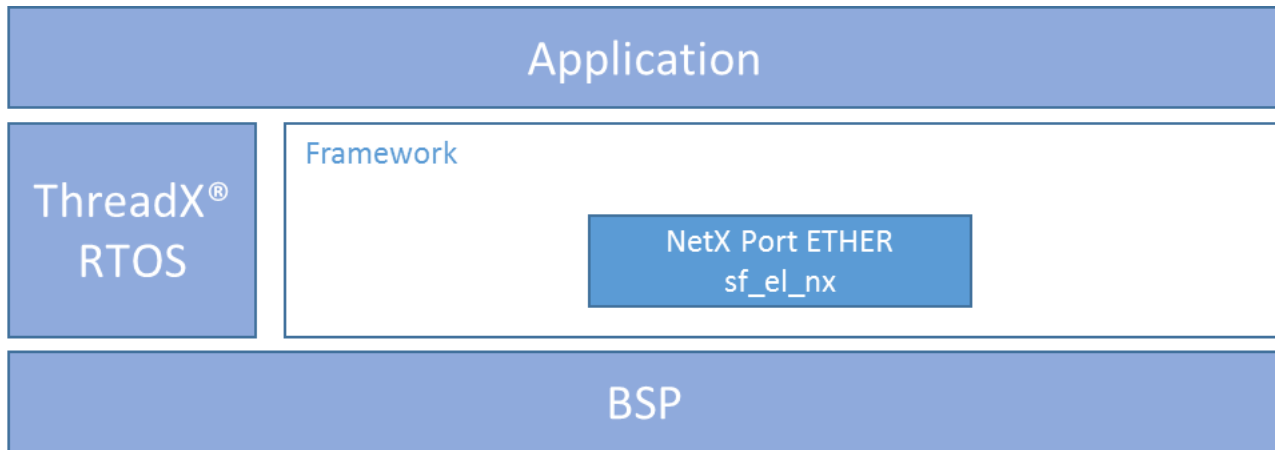 Application
ThreadX®
RTOS
Framework
NetX Port ETHER
sf_el_nx
BSP